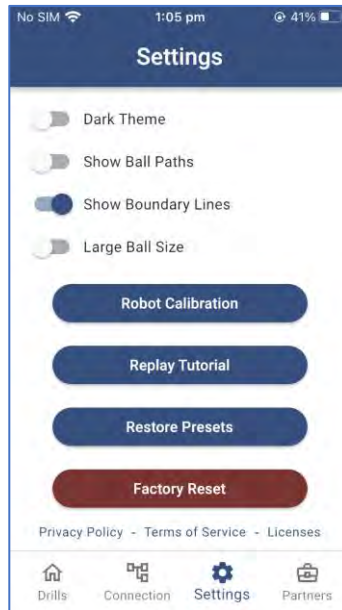 No SIM 1:05 pm 41%
Settings
Dark Theme
Show Ball Paths
Show Boundary Lines
Large Ball Size
Robot Calibration
Replay Tutorial
Restore Presets
Factory Reset
Privacy Policy - Terms of Service - Licenses
Drills Connection Settings Partners